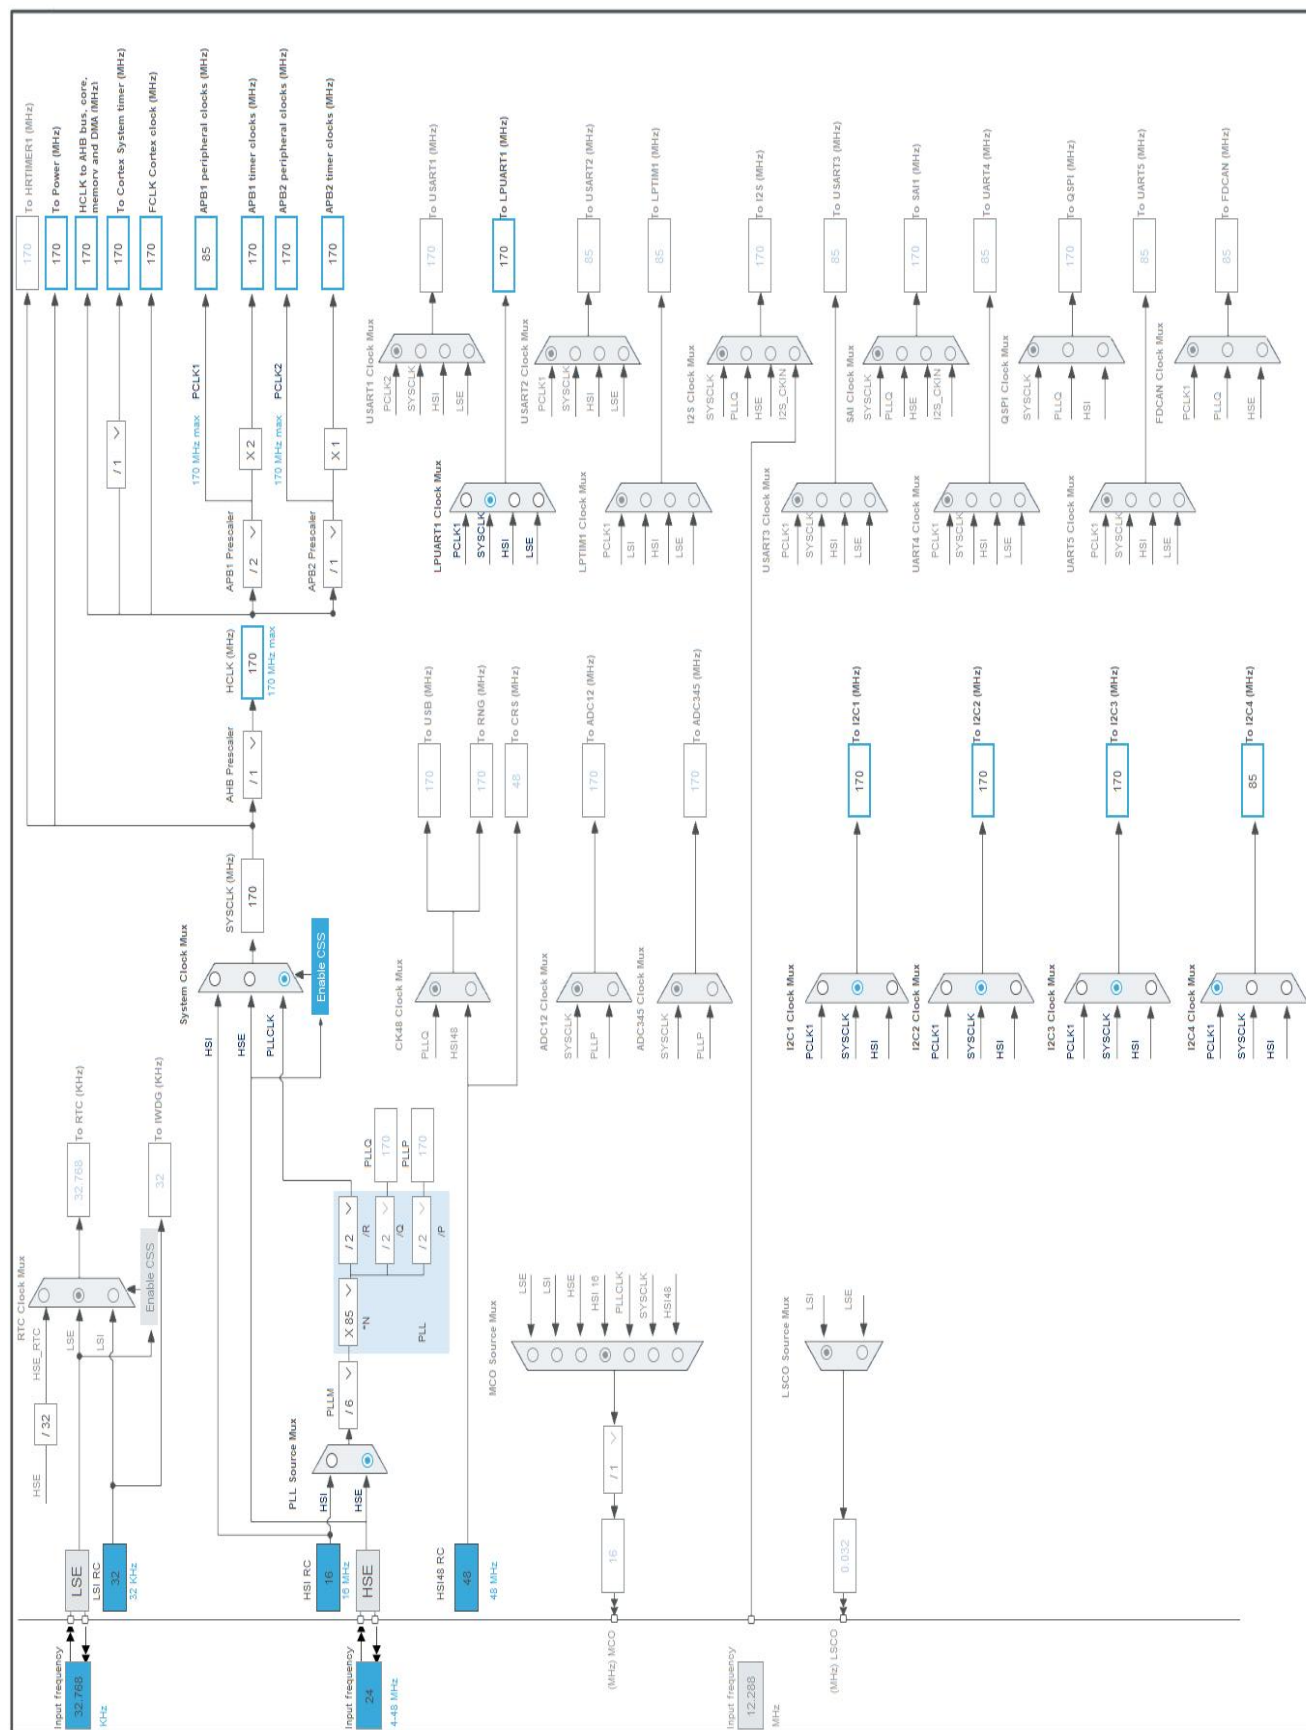 Input frequency
32.768
KHz
LSE
LSI RC
32
32 KHz
HSE
/ 32
HSE_RTC
LSE
LSI
RTC Clock Mux
Enable CSS
32.768
To RTC (KHz)
32
To IWDG (KHz)
Input frequency
24
4-48 MHz
HSI RC
16
16 MHz
HSE
HSI48 RC
48
48 MHz
PLL Source Mux
HSI
HSE
PLLM
/ 6
X 85
*N
/ 2
/R
/ 2
/Q
/ 2
/P
PLL
PLLQ
170
PLLP
170
System Clock Mux
HSI
HSE
PLLCLK
Enable CSS
SYSCLK (MHz)
170
AHB Prescaler
/ 1
HCLK (MHz)
170
170 MHz max
/ 1
APB1 Prescaler
/ 2
APB2 Prescaler
/ 1
170 MHz max
PCLK1
X 2
170 MHz max
PCLK2
X 1
170
To HRTIMER1 (MHz)
170
To Power (MHz)
170
HCLK to AHB bus, core,
memory and DMA (MHz)
170
To Cortex System timer (MHz)
170
FCLK Cortex clock (MHz)
85
APB1 peripheral clocks (MHz)
170
APB1 timer clocks (MHz)
170
APB2 peripheral clocks (MHz)
170
APB2 timer clocks (MHz)
CK48 Clock Mux
PLLQ
HSI48
170
To USB (MHz)
170
To RNG (MHz)
48
To CRS (MHz)
ADC12 Clock Mux
SYSCLK
PLLP
170
To ADC12 (MHz)
ADC345 Clock Mux
SYSCLK
PLLP
170
To ADC345 (MHz)
USART1 Clock Mux
PCLK2
SYSCLK
HSI
LSE
170
To USART1 (MHz)
LPUART1 Clock Mux
PCLK1
SYSCLK
HSI
LSE
170
To LPUART1 (MHz)
USART2 Clock Mux
PCLK1
SYSCLK
HSI
LSE
85
To USART2 (MHz)
LPTIM1 Clock Mux
PCLK1
LSI
HSI
LSE
85
To LPTIM1 (MHz)
I2S Clock Mux
SYSCLK
PLLQ
HSE
I2S_CKIN
170
To I2S (MHz)
USART3 Clock Mux
PCLK1
SYSCLK
HSI
LSE
85
To USART3 (MHz)
SAI Clock Mux
SYSCLK
PLLQ
HSE
I2S_CKIN
170
To SAI1 (MHz)
UART4 Clock Mux
PCLK1
SYSCLK
HSI
LSE
85
To UART4 (MHz)
QSPI Clock Mux
SYSCLK
PLLQ
HSI
170
To QSPI (MHz)
UART5 Clock Mux
PCLK1
SYSCLK
HSI
LSE
85
To UART5 (MHz)
FDCAN Clock Mux
PCLK1
PLLQ
HSE
85
To FDCAN (MHz)
MCO Source Mux
LSE
LSI
HSE
HSI 16
PLLCLK
SYSCLK
HSI48
/ 1
16
(MHz) MCO
Input frequency
12.288
MHz
LSCO Source Mux
LSI
LSE
0.032
(MHz) LSCO
I2C1 Clock Mux
PCLK1
SYSCLK
HSI
170
To I2C1 (MHz)
I2C2 Clock Mux
PCLK1
SYSCLK
HSI
170
To I2C2 (MHz)
I2C3 Clock Mux
PCLK1
SYSCLK
HSI
170
To I2C3 (MHz)
I2C4 Clock Mux
PCLK1
SYSCLK
HSI
85
To I2C4 (MHz)